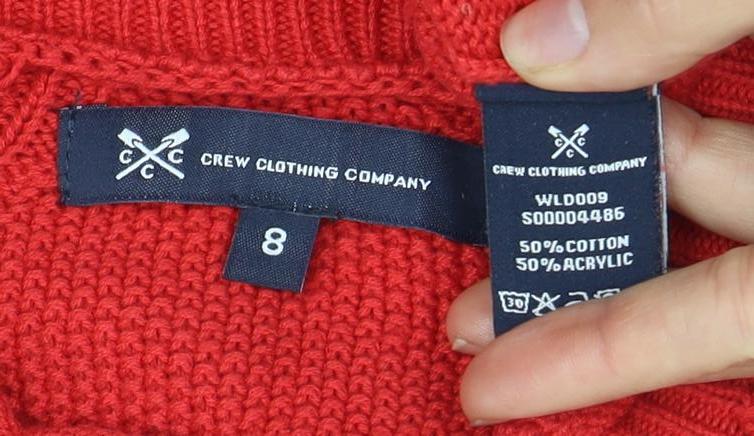 C C C
CREW CLOTHING COMPANY
8
C C C
CREW CLOTHING COMPANY
WLD009
S00004486
50% COTTON
50% ACRYLIC
30